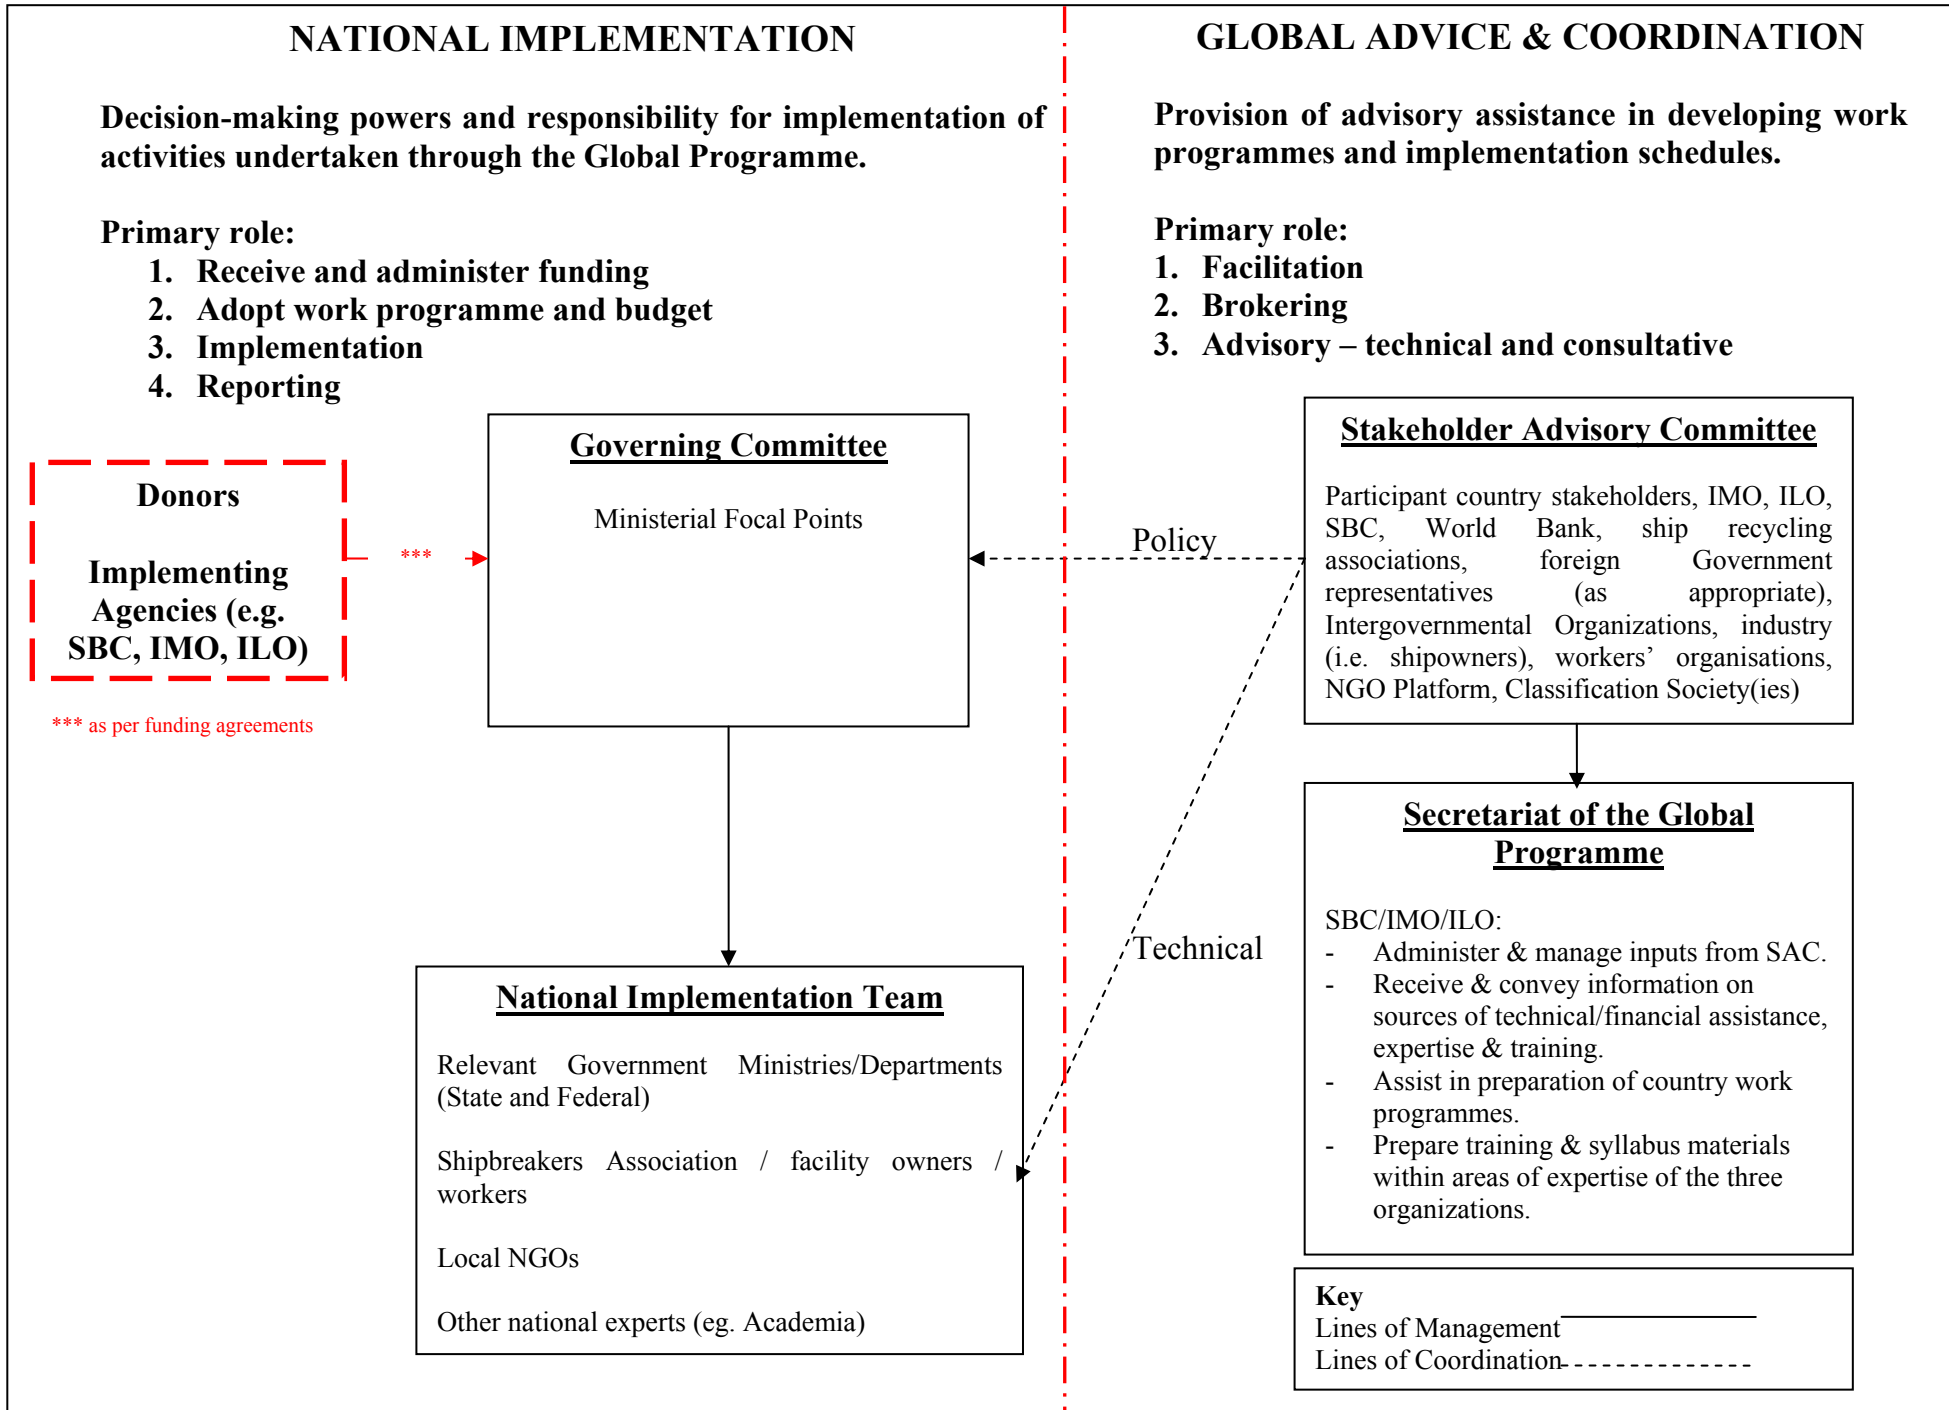 NATIONAL IMPLEMENTATION
Decision-making powers and responsibility for implementation of
activities undertaken through the Global Programme.
Primary role:
1. Receive and administer funding
2. Adopt work programme and budget
3. Implementation
4. Reporting
GLOBAL ADVICE & COORDINATION
Provision of advisory assistance in developing work
programmes and implementation schedules.
Primary role:
1. Facilitation
2. Brokering
3. Advisory – technical and consultative
Donors
Implementing
Agencies (e.g.
SBC, IMO, ILO)
***
*** as per funding agreements
Governing Committee
Ministerial Focal Points
Policy
Technical
Stakeholder Advisory Committee
Participant country stakeholders, IMO, ILO,
SBC, World Bank, ship recycling
associations, foreign Government
representatives (as appropriate),
Intergovernmental Organizations, industry
(i.e. shipowners), workers’ organisations,
NGO Platform, Classification Society(ies)
National Implementation Team
Relevant Government Ministries/Departments
(State and Federal)
Shipbreakers Association / facility owners /
workers
Local NGOs
Other national experts (eg. Academia)
Secretariat of the Global
Programme
SBC/IMO/ILO:
- Administer & manage inputs from SAC.
- Receive & convey information on
sources of technical/financial assistance,
expertise & training.
- Assist in preparation of country work
programmes.
- Prepare training & syllabus materials
within areas of expertise of the three
organizations.
Key
Lines of Management
Lines of Coordination